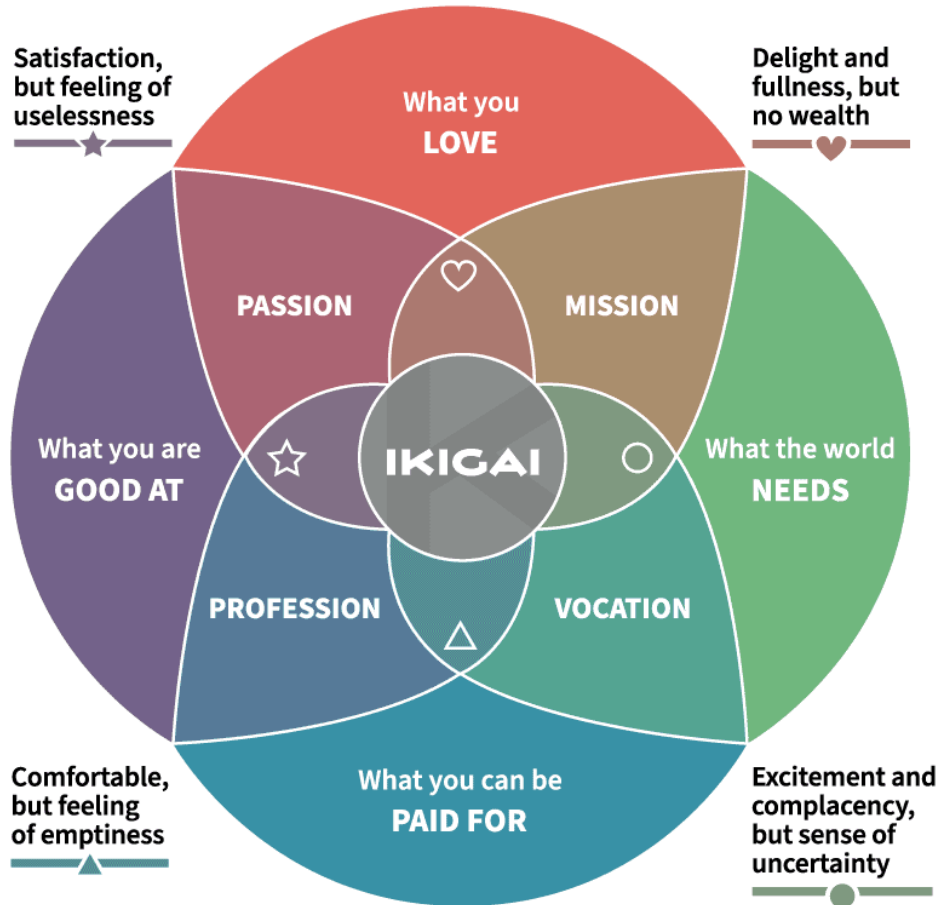 Satisfaction,
but feeling of
uselessness
Delight and
fullness, but
no wealth
What you
LOVE
PASSION
MISSION
What you are
GOOD AT
IKIGAI
What the world
NEEDS
PROFESSION
VOCATION
What you can be
PAID FOR
Comfortable,
but feeling
of emptiness
Excitement and
complacency,
but sense of
uncertainty